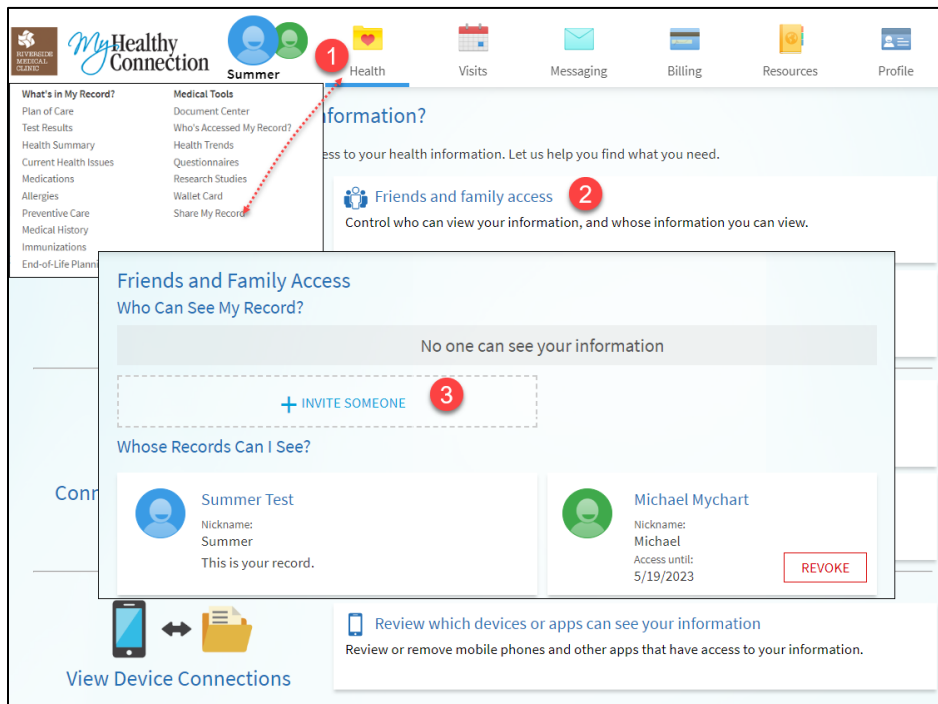 RIVERSIDE
MEDICAL
CLINIC
MyHealthy
Connection
Summer
1
Health
Visits
Messaging
Billing
Resources
Profile
What's in My Record?
Plan of Care
Test Results
Health Summary
Current Health Issues
Medications
Allergies
Preventive Care
Medical History
Immunizations
End-of-Life Planni
Medical Tools
Document Center
Who's Accessed My Record?
Health Trends
Questionnaires
Research Studies
Wallet Card
Share My Record
nformation?
ess to your health information. Let us help you find what you need.
Friends and family access
2
Control who can view your information, and whose information you can view.
Friends and Family Access
Who Can See My Record?
No one can see your information
+ INVITE SOMEONE
3
Whose Records Can I See?
Summer Test
Nickname:
Summer
This is your record.
Michael Mychart
Nickname:
Michael
Access until:
5/19/2023
REVOKE
Conn
View Device Connections
Review which devices or apps can see your information
Review or remove mobile phones and other apps that have access to your information.